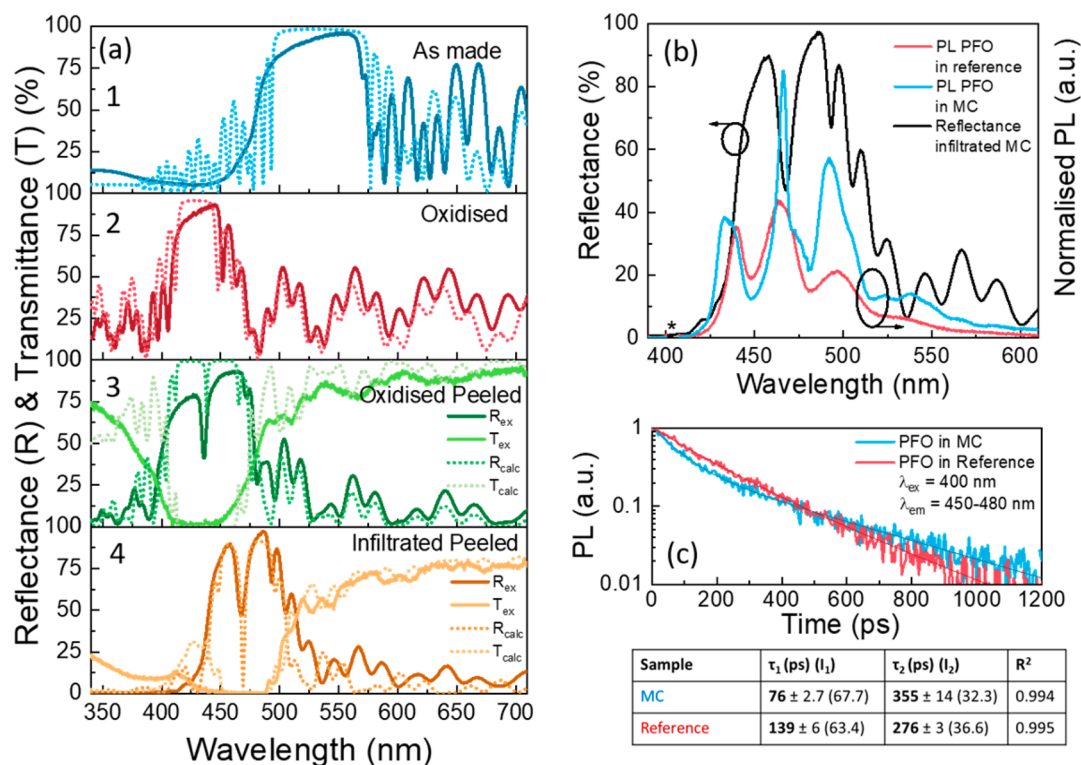 Reflectance (R) & Transmittance (T) (%)
(a)
As made
1
100
75
50
25
100
2
Oxidised
75
50
25
100
3
Oxidised Peeled
75
50
25
R_ex
T_ex
R_calc
T_calc
100
4
Infiltrated Peeled
75
50
25
0
R_ex
T_ex
R_calc
T_calc
350 400 450 500 550 600 650 700
Wavelength (nm)
(b)
Reflectance (%)
100
80
60
40
20
0
PL PFO
in reference
PL PFO
in MC
Reflectance
infiltrated MC
*
Normalised PL (a.u.)
400 450 500 550 600
Wavelength (nm)
PL (a.u.)
1
0.1
0.01
PFO in MC
PFO in Reference
λex = 400 nm
λem = 450-480 nm
(c)
0 200 400 600 800 1000 1200
Time (ps)
Sample τ1 (ps) (I1) τ2 (ps) (I2) R²
MC 76 ± 2.7 (67.7) 355 ± 14 (32.3) 0.994
Reference 139 ± 6 (63.4) 276 ± 3 (36.6) 0.995